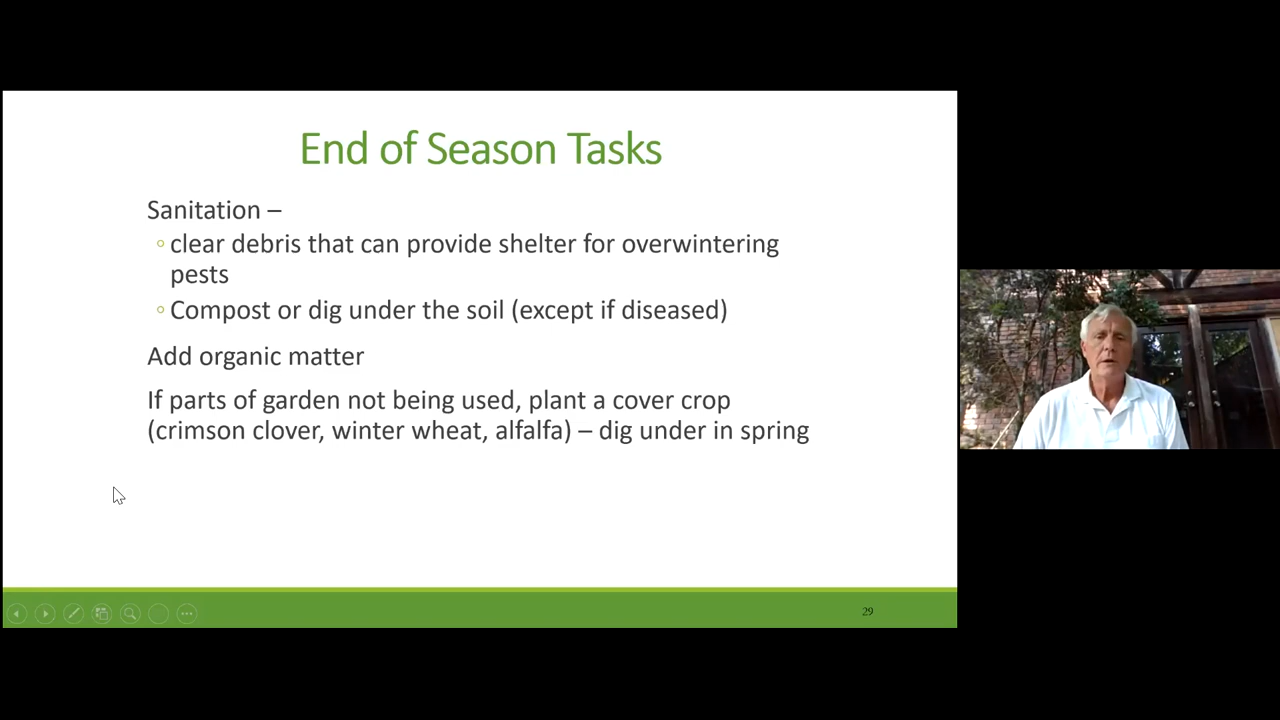 End of Season Tasks
Sanitation –
clear debris that can provide shelter for overwintering
pests
Compost or dig under the soil (except if diseased)
Add organic matter
If parts of garden not being used, plant a cover crop
(crimson clover, winter wheat, alfalfa) – dig under in spring
29